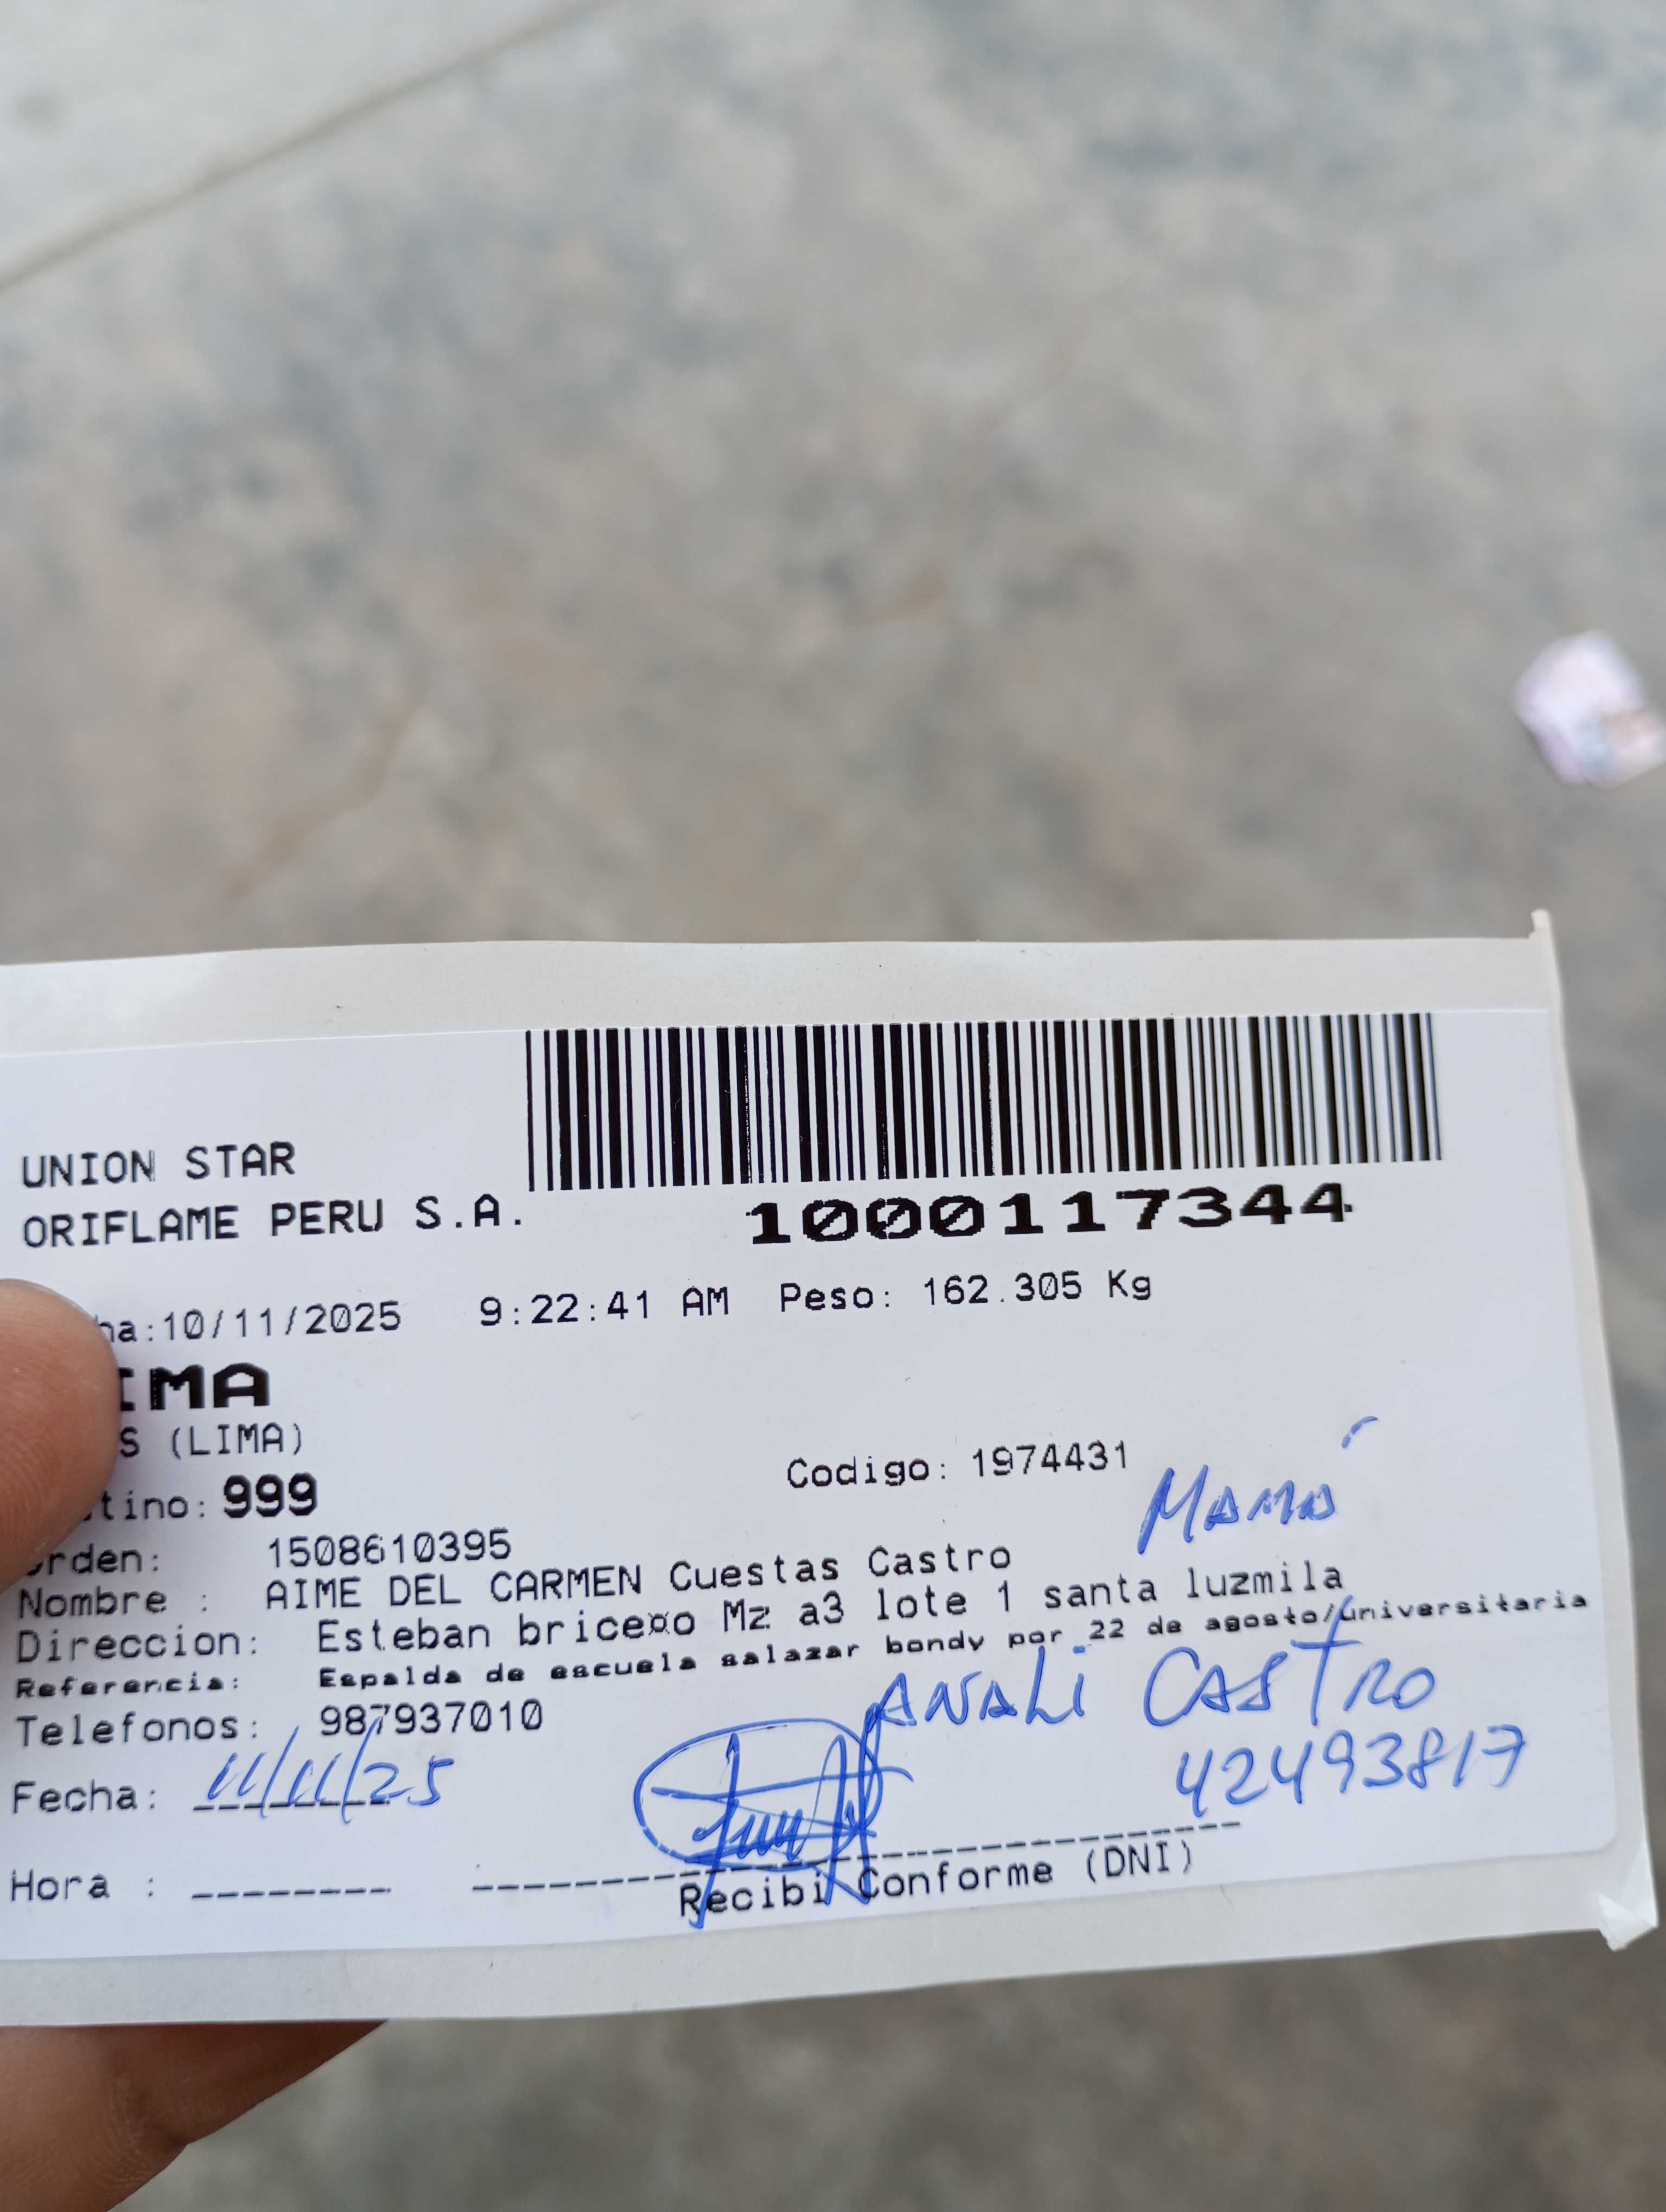 UNION STAR
ORIFLAME PERU S.A.
1000117344
ha:10/11/2025 9:22:41 AM Peso: 162.305 Kg
IMA
S (LIMA)
tino: 999 Codigo: 1974431
MAMÁ
rden: 1508610395
Nombre : AIME DEL CARMEN Cuestas Castro
Direccion: Esteban brice¤o Mz a3 lote 1 santa luzmila
Referencia: Espalda de escuela salazar bondy por 22 de agosto/universitaria
Telefonos: 987937010
ANALI CASTRO
Fecha: 11/11/25
42493817
Hora : --------
Recibi Conforme (DNI)